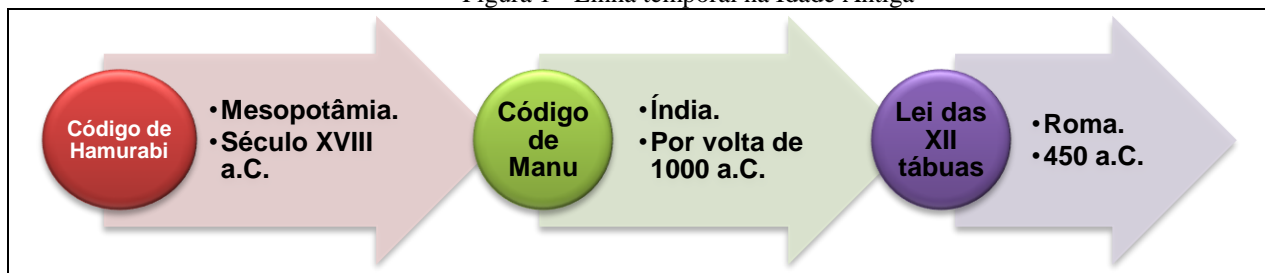 Figura 1 - Linha temporal na Idade Antiga
Código de
Hamurabi
•Mesopotâmia.
•Século XVIII
a.C.
Código
de
Manu
•Índia.
•Por volta de
1000 a.C.
Lei das
XII
tábuas
•Roma.
•450 a.C.